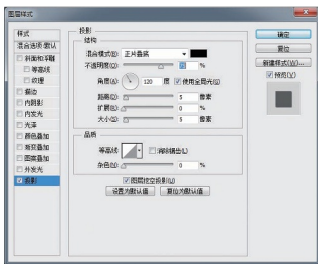 图层样式
样式
混合选项:默认
斜面和浮雕
等高线
纹理
描边
内阴影
内发光
光泽
颜色叠加
渐变叠加
图案叠加
外发光
投影
投影
结构
混合模式(B): 正片叠底
不透明度(O): 75 %
角度(A): 120 度 使用全局光(G)
距离(D): 5 像素
扩展(R): 0 %
大小(S): 5 像素
品质
等高线: 消除锯齿(L)
杂色(N): 0 %
图层挖空投影(U)
设置为默认值 复位为默认值
确定
复位
新建样式(W)...
预览(V)